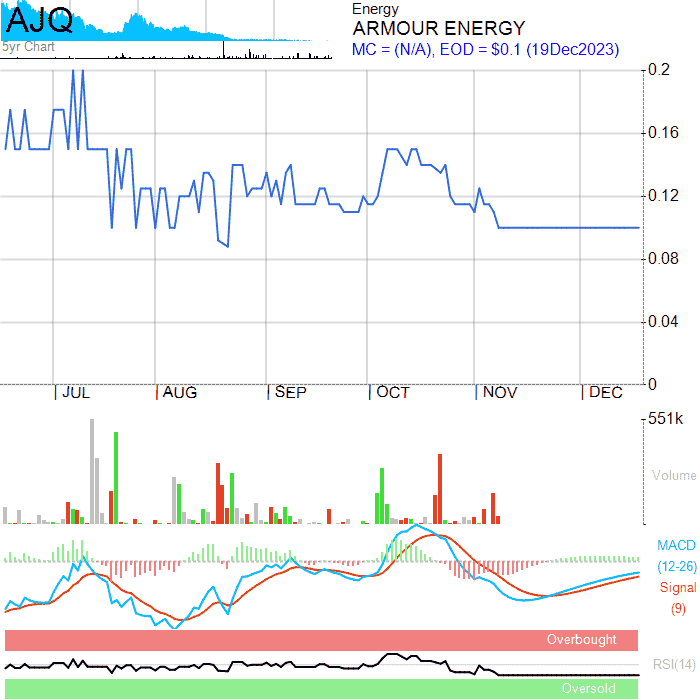 AJQ
5yr Chart
Energy
ARMOUR ENERGY
MC = (N/A), EOD = $0.1 (19Dec2023)
0.2
0.16
0.12
0.08
0.04
0
JUL AUG SEP OCT NOV DEC
551k
Volume
MACD
(12-26)
Signal
(9)
Overbought
RSI(14)
Oversold